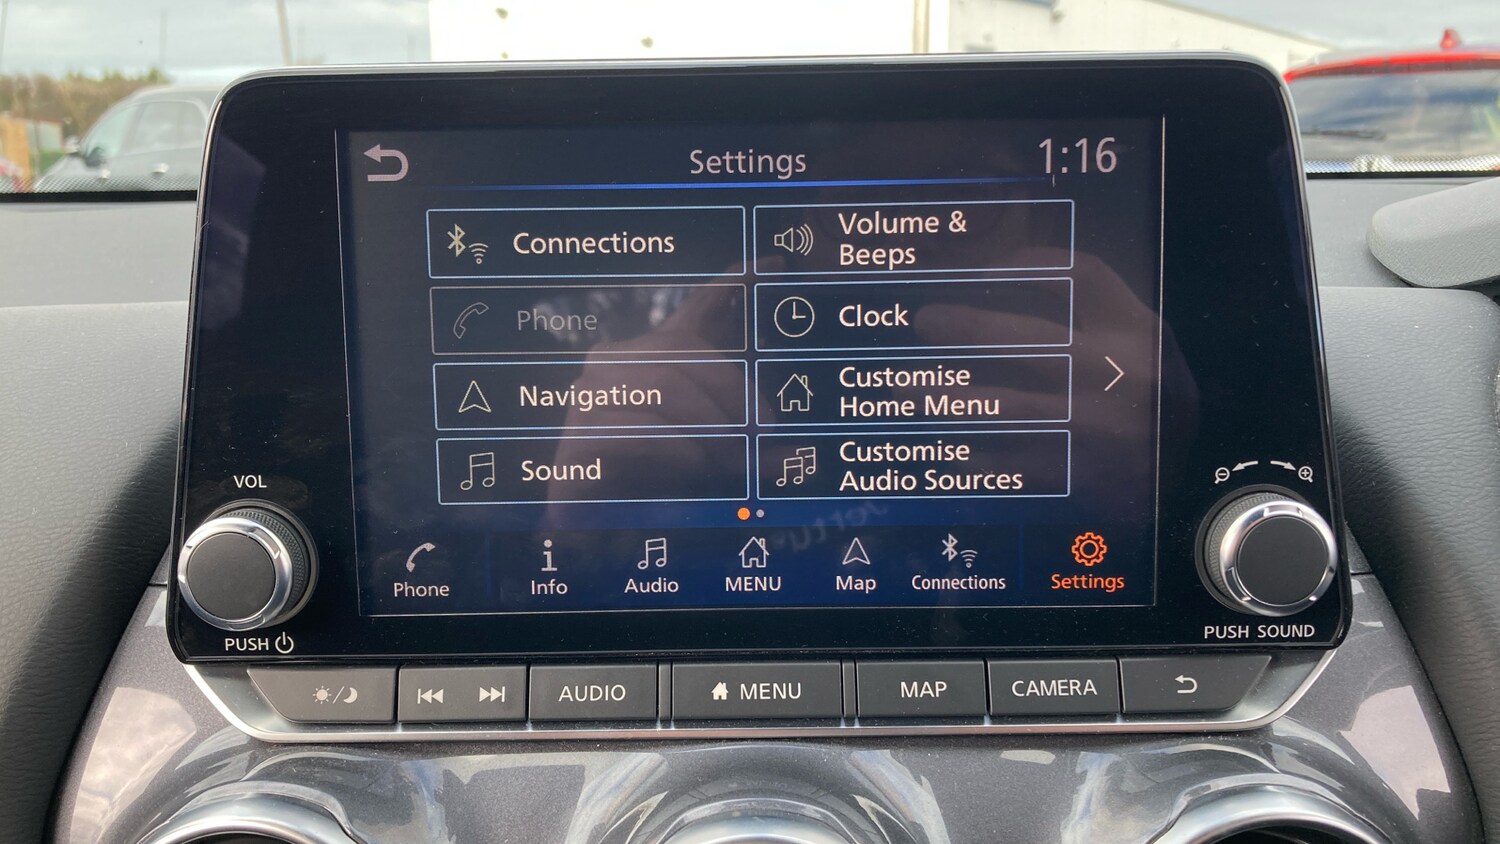 Settings
1:16
Connections
Volume &
Beeps
Phone
Clock
Navigation
Customise
Home Menu
Sound
Customise
Audio Sources
Phone
Info
Audio
MENU
Map
Connections
Settings
VOL
PUSH
PUSH SOUND
AUDIO
MENU
MAP
CAMERA